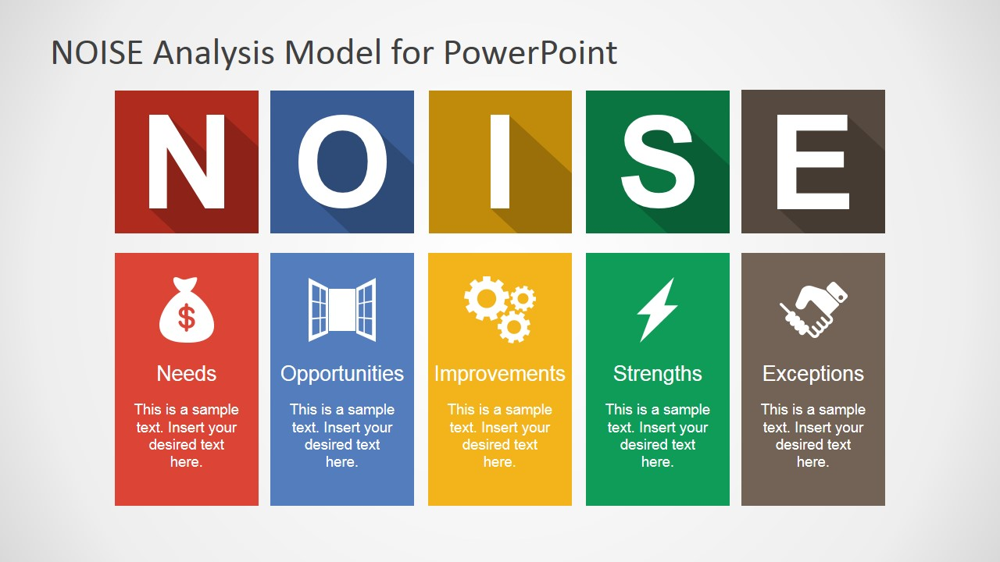 NOISE Analysis Model for PowerPoint
N O I S E
$
Needs
This is a sample
text. Insert your
desired text
here.
Opportunities
This is a sample
text. Insert your
desired text
here.
Improvements
This is a sample
text. Insert your
desired text
here.
Strengths
This is a sample
text. Insert your
desired text
here.
Exceptions
This is a sample
text. Insert your
desired text
here.